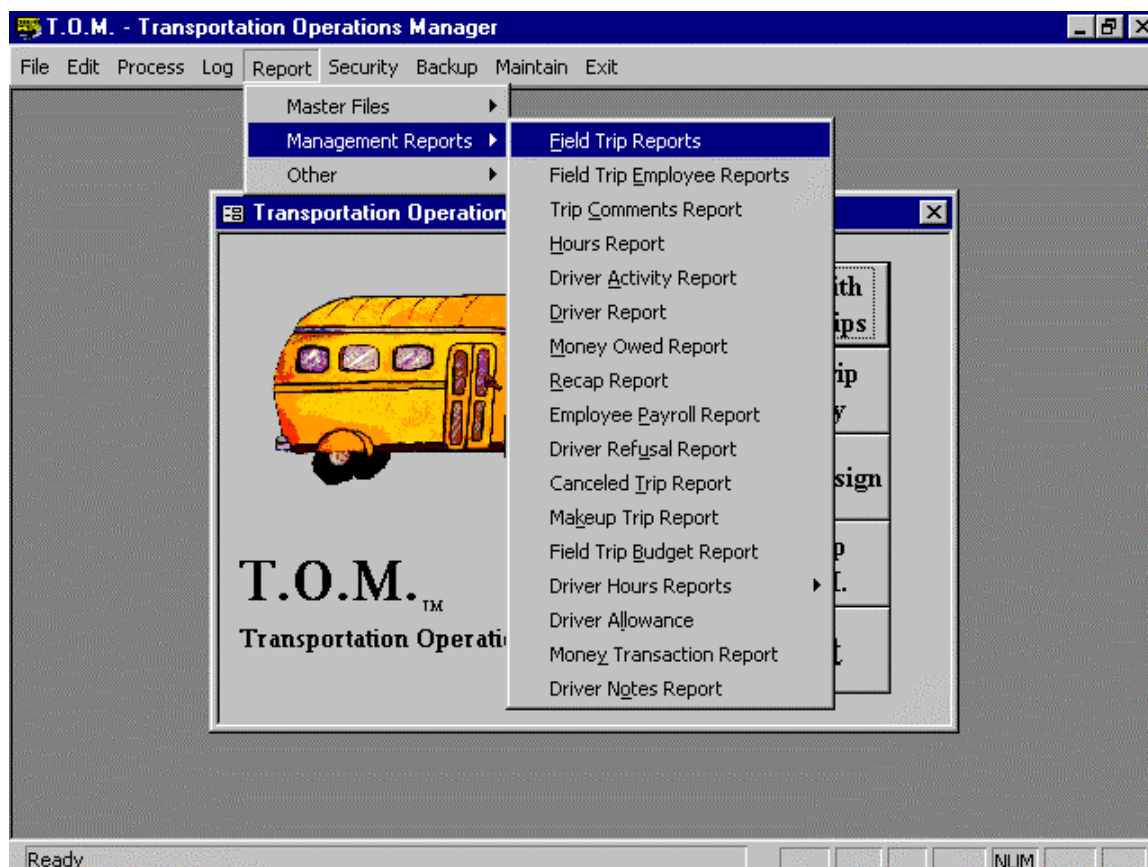 T.O.M. - Transportation Operations Manager
File Edit Process Log Report Security Backup Maintain Exit
Master Files
Management Reports
Other
Field Trip Reports
Field Trip Employee Reports
Trip Comments Report
Hours Report
Driver Activity Report
Driver Report
Money Owed Report
Recap Report
Employee Payroll Report
Driver Refusal Report
Canceled Trip Report
Makeup Trip Report
Field Trip Budget Report
Driver Hours Reports
Driver Allowance
Money Transaction Report
Driver Notes Report
Transportation Operation
T.O.M.™
Transportation Operati
Ready NUM